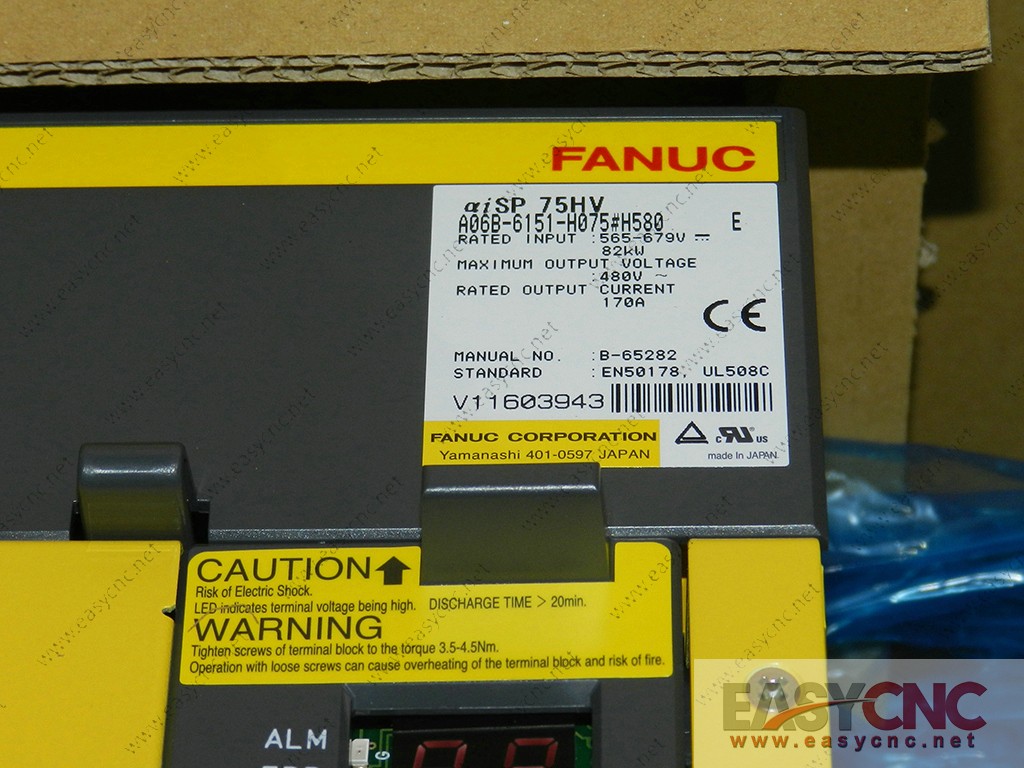 FANUC
αiSP 75HV
A06B-6151-H075#H580 E
RATED INPUT :565-679V
82kW
MAXIMUM OUTPUT VOLTAGE
:480V ~
RATED OUTPUT CURRENT
170A
CE
MANUAL NO. :B-65282
STANDARD :EN50178, UL508C
V11603943
FANUC CORPORATION
Yamanashi 401-0597 JAPAN
c RU US
made in JAPAN
CAUTION
Risk of Electric Shock.
LED indicates terminal voltage being high. DISCHARGE TIME > 20min.
WARNING
Tighten screws of terminal block to the torque 3.5-4.5Nm.
Operation with loose screws can cause overheating of the terminal block and risk of fire.
ALM
EASYCNC
www.easycnc.net